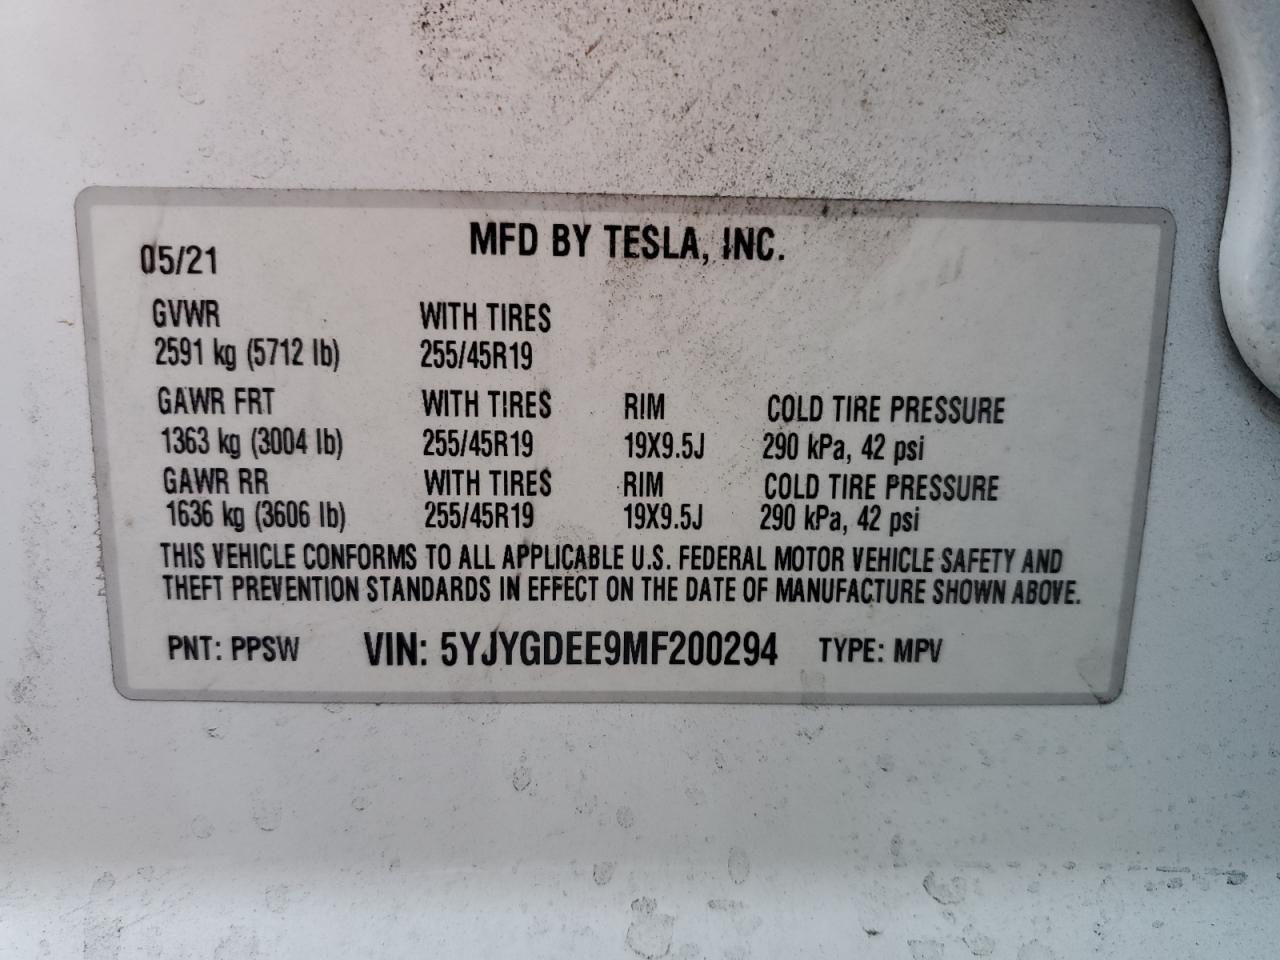 MFD BY TESLA, INC.
05/21
GVWR WITH TIRES
2591 kg (5712 lb) 255/45R19
GAWR FRT WITH TIRES RIM COLD TIRE PRESSURE
1363 kg (3004 lb) 255/45R19 19X9.5J 290 kPa, 42 psi
GAWR RR WITH TIRES RIM COLD TIRE PRESSURE
1636 kg (3606 lb) 255/45R19 19X9.5J 290 kPa, 42 psi
THIS VEHICLE CONFORMS TO ALL APPLICABLE U.S. FEDERAL MOTOR VEHICLE SAFETY AND
THEFT PREVENTION STANDARDS IN EFFECT ON THE DATE OF MANUFACTURE SHOWN ABOVE.
PNT: PPSW VIN: 5YJYGDEE9MF200294 TYPE: MPV